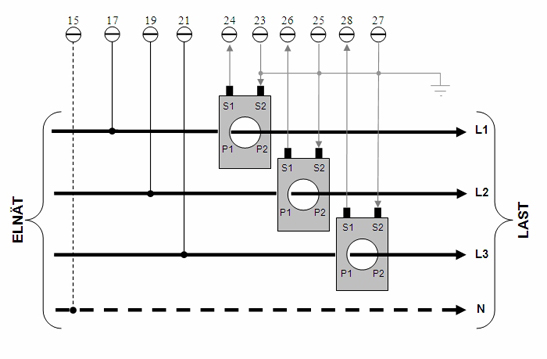 15 17 19 21 24 23 26 25 28 27
S1 S2
P1 P2
L1
S1 S2
P1 P2
L2
S1 S2
P1 P2
L3
N
ELNÄT
LAST